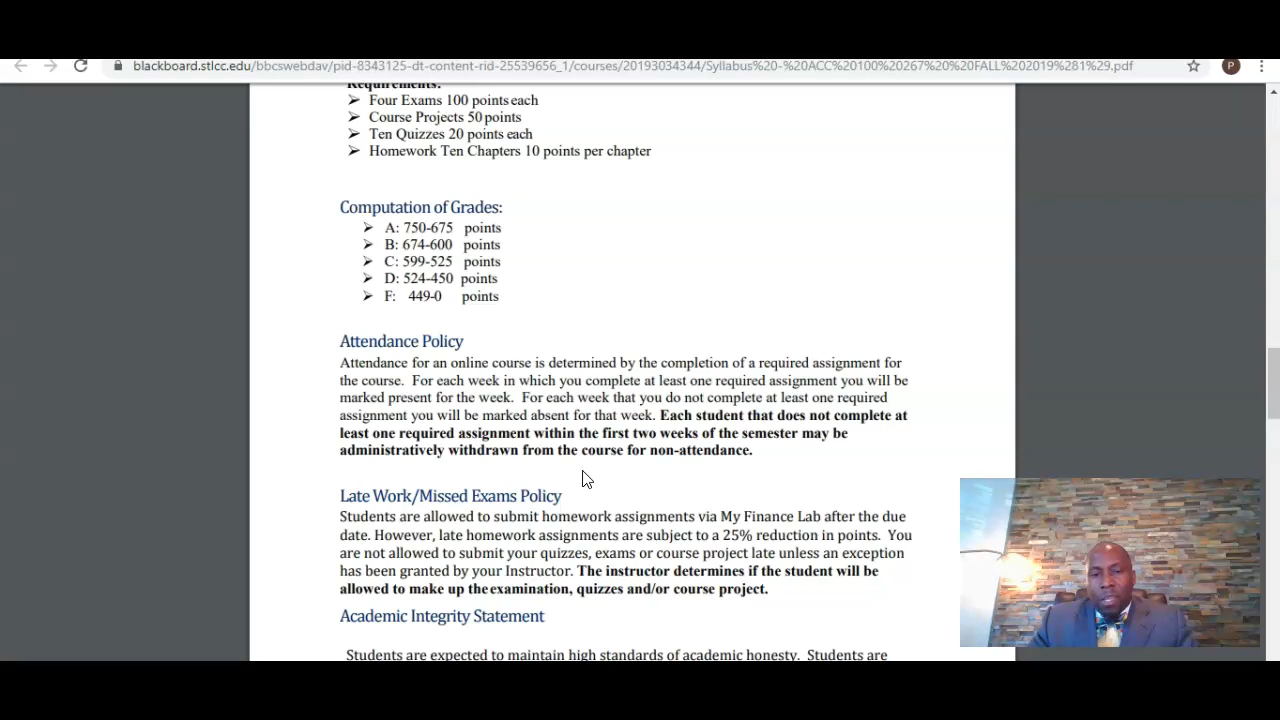 blackboard.stlcc.edu/bbcswebdav/pid-8343125-dt-content-rid-25539656_1/courses/20193034344/Syllabus%20-%20ACC%20100%20267%20%20FALL%202019%281%29.pdf
P
Requirements:
➢ Four Exams 100 points each
➢ Course Projects 50 points
➢ Ten Quizzes 20 points each
➢ Homework Ten Chapters 10 points per chapter
Computation of Grades:
➢ A: 750-675 points
➢ B: 674-600 points
➢ C: 599-525 points
➢ D: 524-450 points
➢ F: 449-0 points
Attendance Policy
Attendance for an online course is determined by the completion of a required assignment for
the course. For each week in which you complete at least one required assignment you will be
marked present for the week. For each week that you do not complete at least one required
assignment you will be marked absent for that week. Each student that does not complete at
least one required assignment within the first two weeks of the semester may be
administratively withdrawn from the course for non-attendance.
Late Work/Missed Exams Policy
Students are allowed to submit homework assignments via My Finance Lab after the due
date. However, late homework assignments are subject to a 25% reduction in points. You
are not allowed to submit your quizzes, exams or course project late unless an exception
has been granted by your Instructor. The instructor determines if the student will be
allowed to make up the examination, quizzes and/or course project.
Academic Integrity Statement
Students are expected to maintain high standards of academic honesty. Students are